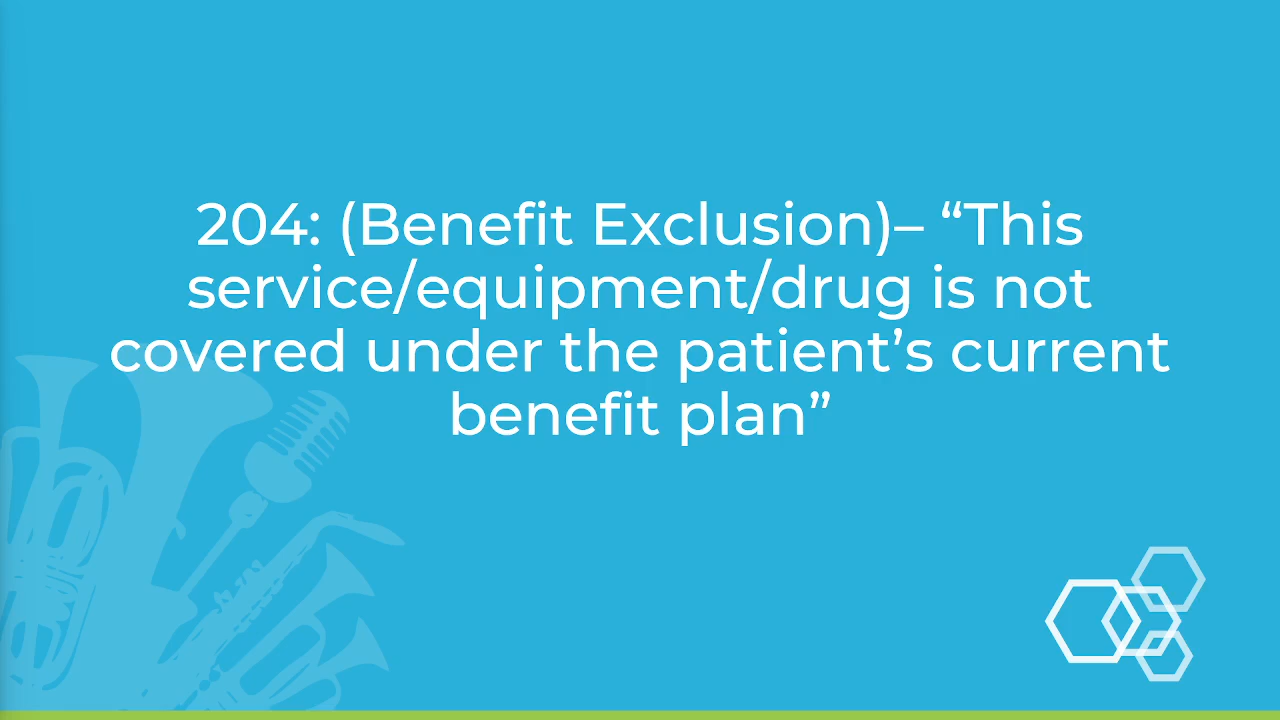 204: (Benefit Exclusion)– “This
service/equipment/drug is not
covered under the patient’s current
benefit plan”